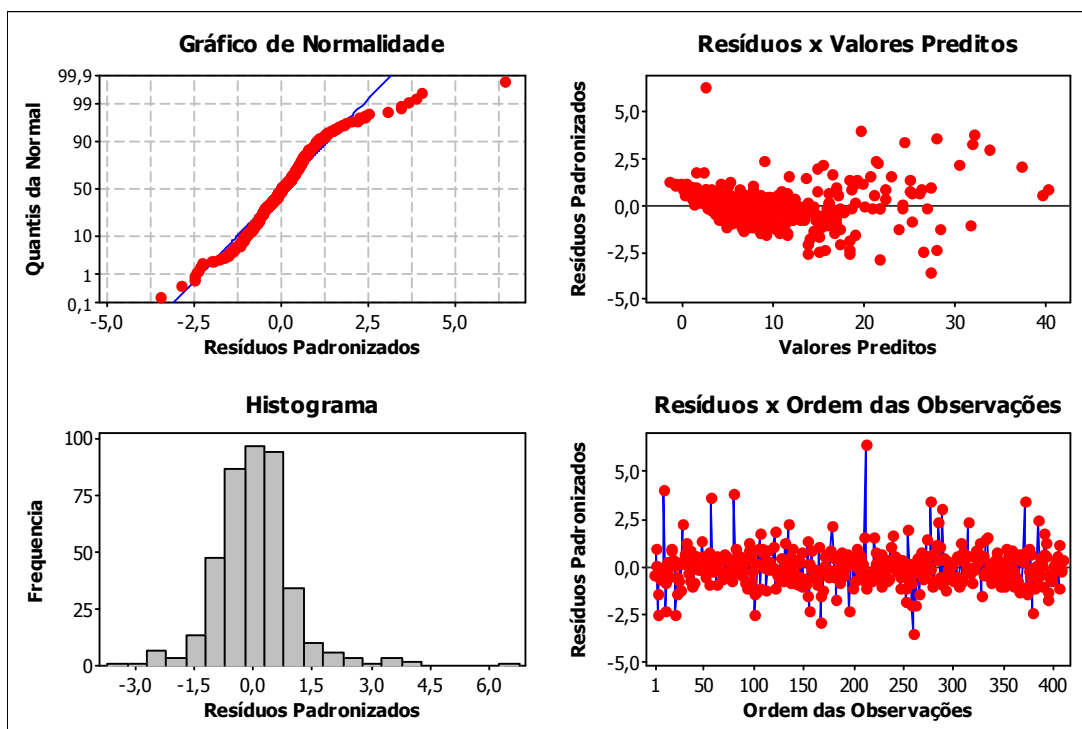 Gráfico de Normalidade
Quantis da Normal
99,9
99
90
50
10
1
0,1
-5,0 -2,5 0,0 2,5 5,0
Resíduos Padronizados
Resíduos x Valores Preditos
Resíduos Padronizados
5,0
2,5
0,0
-2,5
-5,0
0 10 20 30 40
Valores Preditos
Histograma
Frequencia
100
75
50
25
0
-3,0 -1,5 0,0 1,5 3,0 4,5 6,0
Resíduos Padronizados
Resíduos x Ordem das Observações
Resíduos Padronizados
5,0
2,5
0,0
-2,5
-5,0
1 50 100 150 200 250 300 350 400
Ordem das Observações